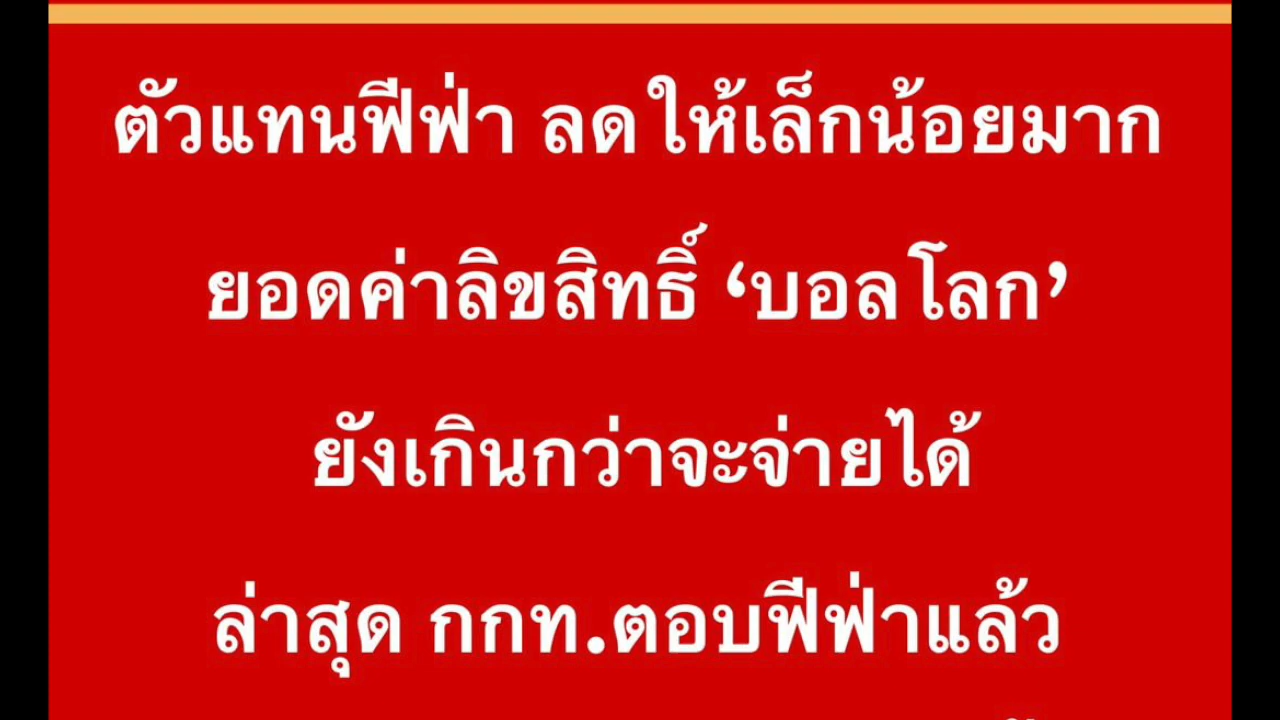 ตัวแทนฟีฟ่า ลดให้เล็กน้อยมาก
ยอดค่าลิขสิทธิ์ ‘บอลโลก’
ยังเกินกว่าจะจ่ายได้
ล่าสุด กกท.ตอบฟีฟ่าแล้ว